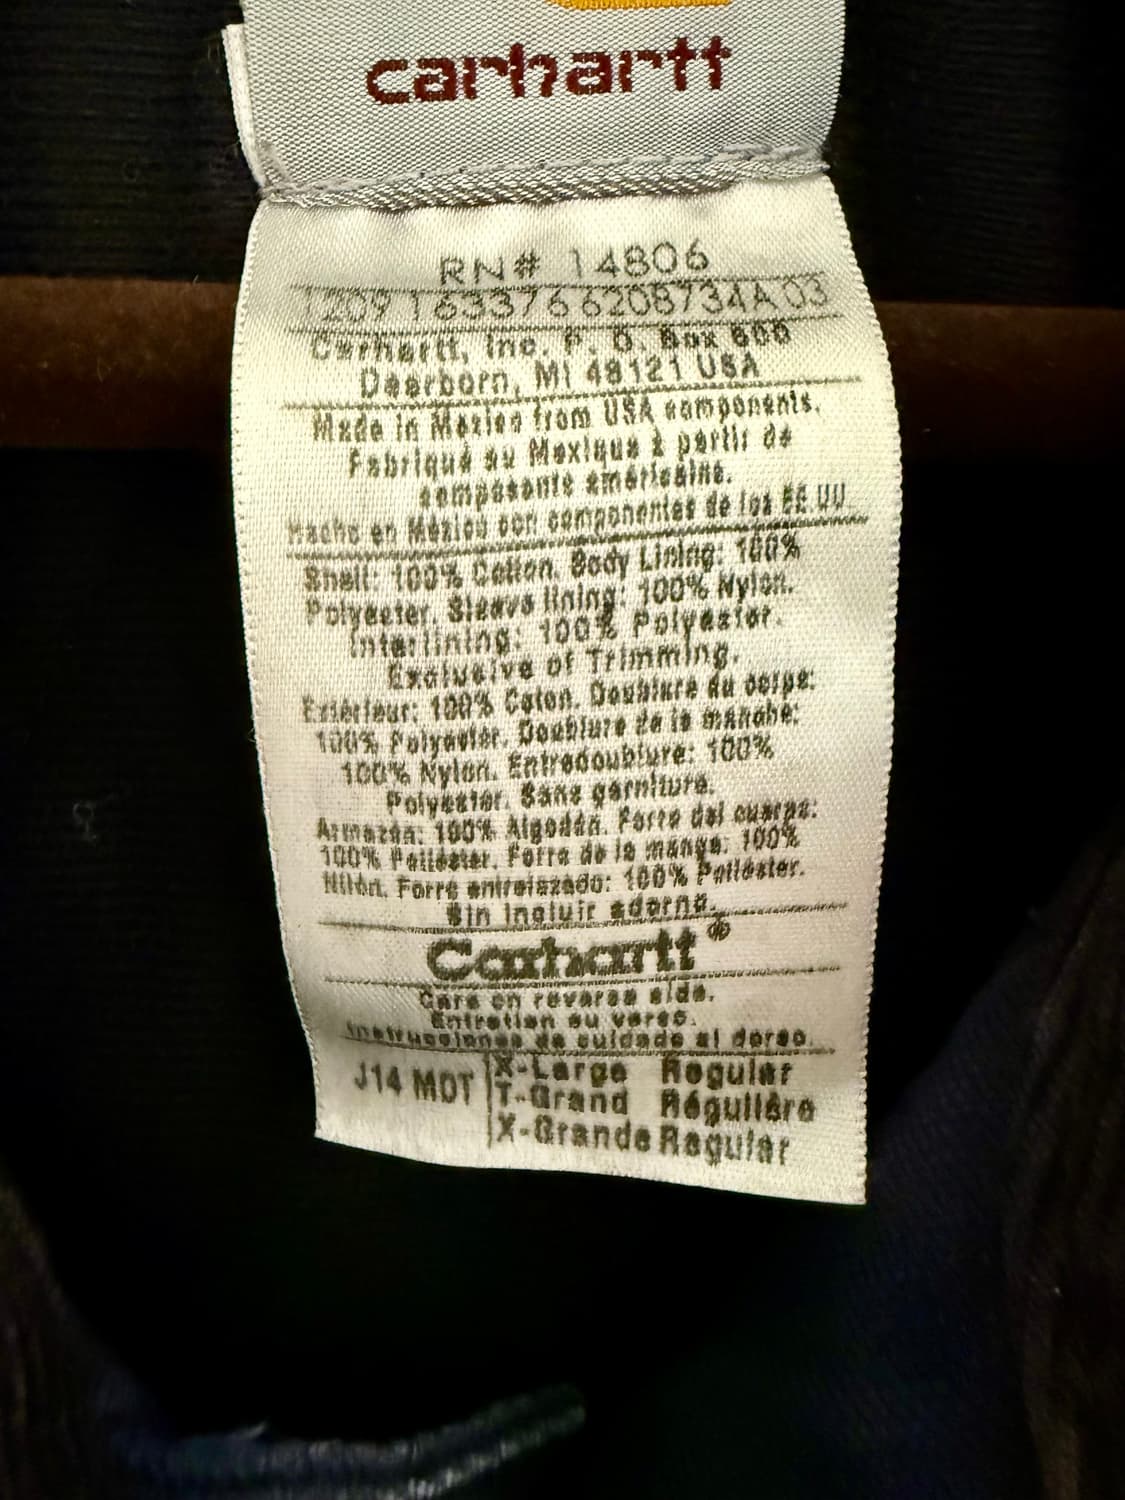 carhartt
RN# 14806
1209 163376 6208734A 03
Carhartt, Inc. P. O. Box 600
Dearborn, MI 48121 USA
Made in Mexico from USA components.
Fabriqué au Mexique à partir de
composants américains.
Hecho en México con componentes de los EE.UU
Shell: 100% Cotton. Body Lining: 100%
Polyester. Sleeve lining: 100% Nylon.
Interlining: 100% Polyester.
Exclusive of Trimming.
Extérieur: 100% Coton. Doublure du corps:
100% Polyester. Doublure de la manche:
100% Nylon. Entredoublure: 100%
Polyester. Sans garniture.
Armazón: 100% Algodón. Forro del cuerpo:
100% Poliéster. Forro de la manga: 100%
Nilón. Forro entrelazado: 100% Poliéster.
Sin incluir adorno.
Carhartt®
Care on reverse side.
Entretien au verso.
Instrucciones de cuidado al dorso.
J14 MDT
X-Large Regular
T-Grand Régulière
X-Grande Regular